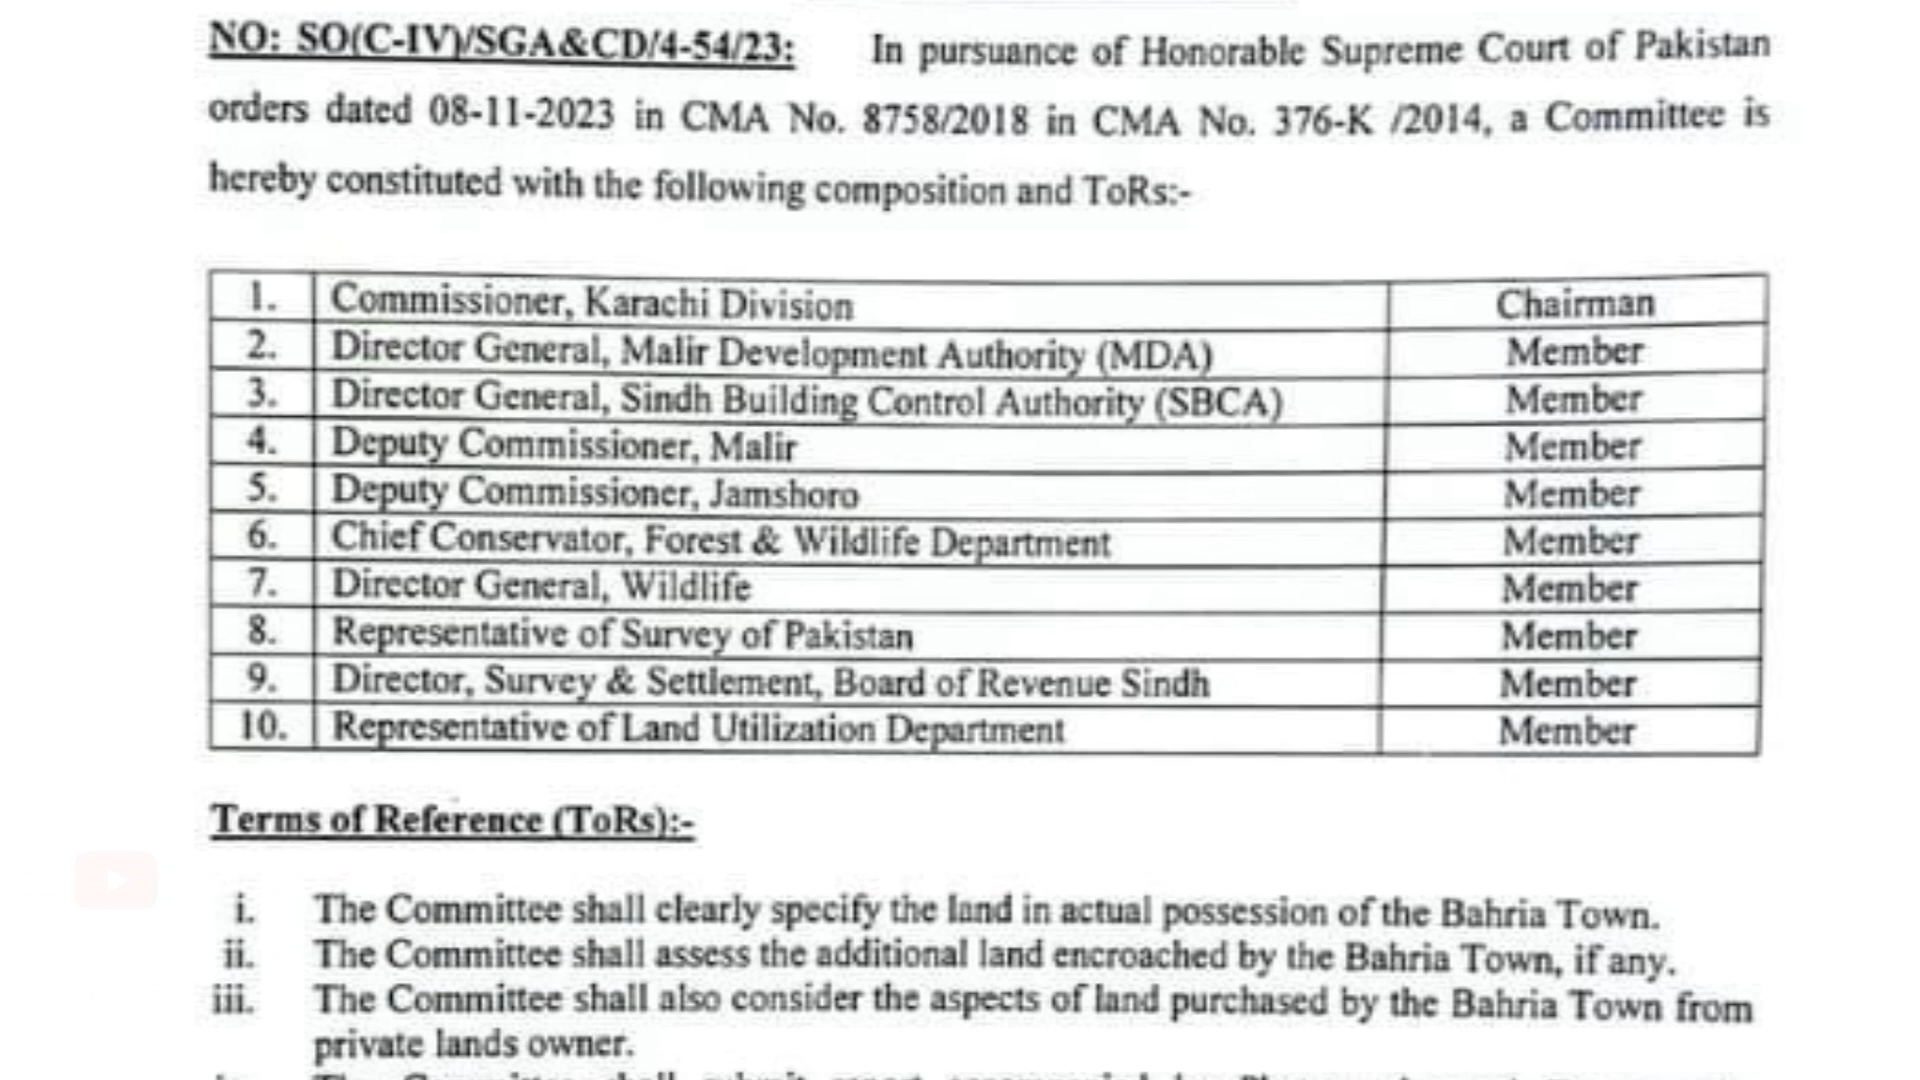 NO: SO(C-IV)/SGA&CD/4-54/23: In pursuance of Honorable Supreme Court of Pakistan
orders dated 08-11-2023 in CMA No. 8758/2018 in CMA No. 376-K /2014, a Committee is
hereby constituted with the following composition and ToRs:-
1. Commissioner, Karachi Division Chairman
2. Director General, Malir Development Authority (MDA) Member
3. Director General, Sindh Building Control Authority (SBCA) Member
4. Deputy Commissioner, Malir Member
5. Deputy Commissioner, Jamshoro Member
6. Chief Conservator, Forest & Wildlife Department Member
7. Director General, Wildlife Member
8. Representative of Survey of Pakistan Member
9. Director, Survey & Settlement, Board of Revenue Sindh Member
10. Representative of Land Utilization Department Member
Terms of Reference (ToRs):-
i. The Committee shall clearly specify the land in actual possession of the Bahria Town.
ii. The Committee shall assess the additional land encroached by the Bahria Town, if any.
iii. The Committee shall also consider the aspects of land purchased by the Bahria Town from
private lands owner.